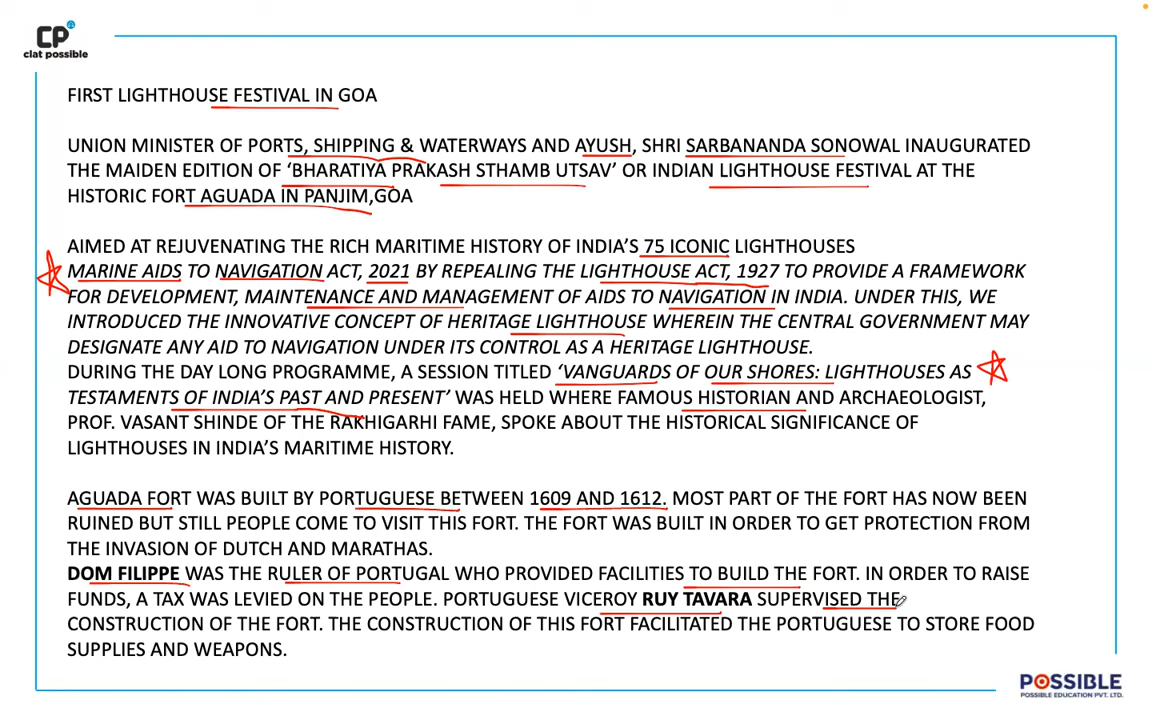 CP
clat possible
FIRST LIGHTHOUSE FESTIVAL IN GOA
UNION MINISTER OF PORTS, SHIPPING & WATERWAYS AND AYUSH, SHRI SARBANANDA SONOWAL INAUGURATED
THE MAIDEN EDITION OF ‘BHARATIYA PRAKASH STHAMB UTSAV’ OR INDIAN LIGHTHOUSE FESTIVAL AT THE
HISTORIC FORT AGUADA IN PANJIM,GOA
AIMED AT REJUVENATING THE RICH MARITIME HISTORY OF INDIA’S 75 ICONIC LIGHTHOUSES
MARINE AIDS TO NAVIGATION ACT, 2021 BY REPEALING THE LIGHTHOUSE ACT, 1927 TO PROVIDE A FRAMEWORK
FOR DEVELOPMENT, MAINTENANCE AND MANAGEMENT OF AIDS TO NAVIGATION IN INDIA. UNDER THIS, WE
INTRODUCED THE INNOVATIVE CONCEPT OF HERITAGE LIGHTHOUSE WHEREIN THE CENTRAL GOVERNMENT MAY
DESIGNATE ANY AID TO NAVIGATION UNDER ITS CONTROL AS A HERITAGE LIGHTHOUSE.
DURING THE DAY LONG PROGRAMME, A SESSION TITLED ‘VANGUARDS OF OUR SHORES: LIGHTHOUSES AS
TESTAMENTS OF INDIA’S PAST AND PRESENT’ WAS HELD WHERE FAMOUS HISTORIAN AND ARCHAEOLOGIST,
PROF. VASANT SHINDE OF THE RAKHIGARHI FAME, SPOKE ABOUT THE HISTORICAL SIGNIFICANCE OF
LIGHTHOUSES IN INDIA’S MARITIME HISTORY.
AGUADA FORT WAS BUILT BY PORTUGUESE BETWEEN 1609 AND 1612. MOST PART OF THE FORT HAS NOW BEEN
RUINED BUT STILL PEOPLE COME TO VISIT THIS FORT. THE FORT WAS BUILT IN ORDER TO GET PROTECTION FROM
THE INVASION OF DUTCH AND MARATHAS.
DOM FILIPPE WAS THE RULER OF PORTUGAL WHO PROVIDED FACILITIES TO BUILD THE FORT. IN ORDER TO RAISE
FUNDS, A TAX WAS LEVIED ON THE PEOPLE. PORTUGUESE VICEROY RUY TAVARA SUPERVISED THE
CONSTRUCTION OF THE FORT. THE CONSTRUCTION OF THIS FORT FACILITATED THE PORTUGUESE TO STORE FOOD
SUPPLIES AND WEAPONS.
POSSIBLE
POSSIBLE EDUCATION PVT. LTD.